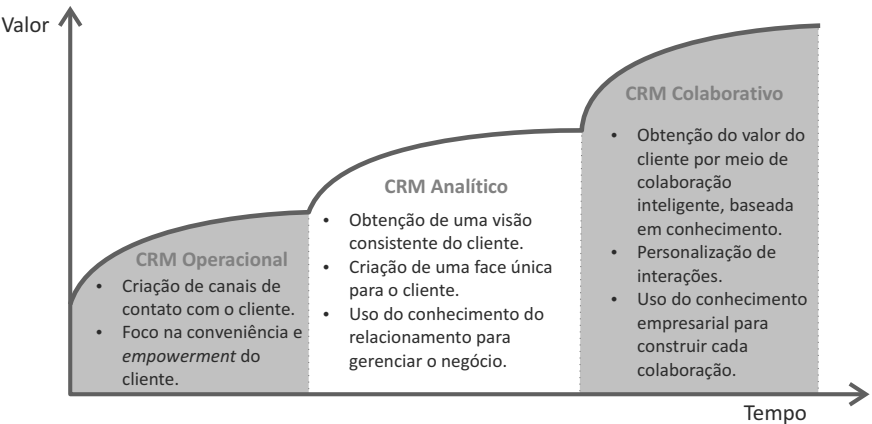 Valor
CRM Operacional
• Criação de canais de
contato com o cliente.
• Foco na conveniência e
empowerment do
cliente.
CRM Analítico
• Obtenção de uma visão
consistente do cliente.
• Criação de uma face única
para o cliente.
• Uso do conhecimento do
relacionamento para
gerenciar o negócio.
CRM Colaborativo
• Obtenção do valor do
cliente por meio de
colaboração
inteligente, baseada
em conhecimento.
• Personalização de
interações.
• Uso do conhecimento
empresarial para
construir cada
colaboração.
Tempo